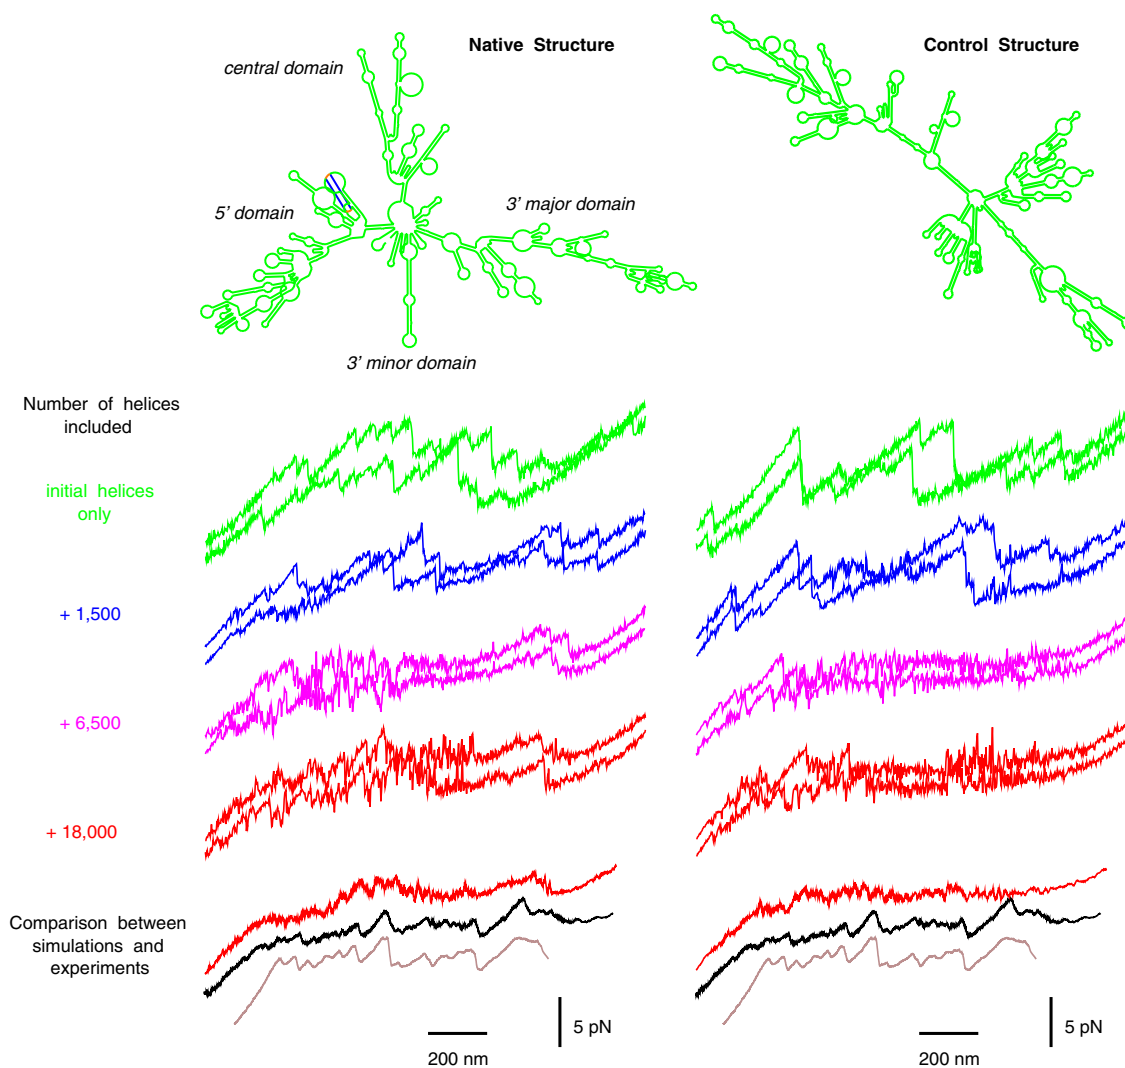 Native Structure
Control Structure
central domain
5' domain
3' major domain
3' minor domain
Number of helices
included
initial helices
only
+ 1,500
+ 6,500
+ 18,000
Comparison between
simulations and
experiments
5 pN
200 nm
5 pN
200 nm